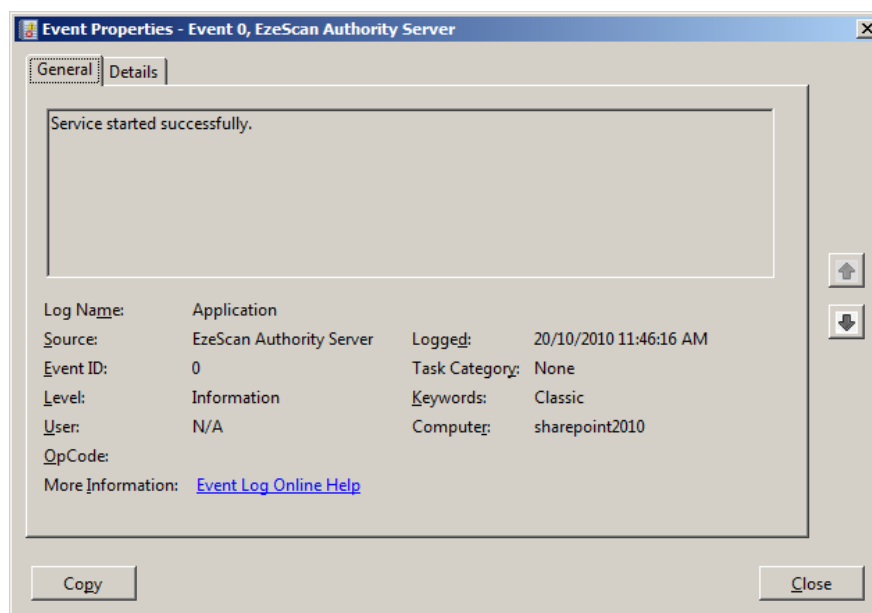 Event Properties - Event 0, EzeScan Authority Server
General Details
Service started successfully.
Log Name: Application
Source: EzeScan Authority Server Logged: 20/10/2010 11:46:16 AM
Event ID: 0 Task Category: None
Level: Information Keywords: Classic
User: N/A Computer: sharepoint2010
OpCode:
More Information: Event Log Online Help
Copy Close